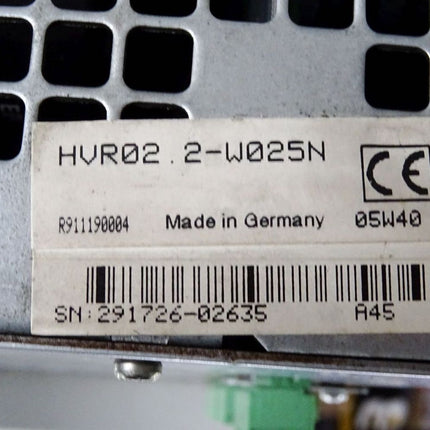 HVR02.2-W025N
CE
R911190004 Made in Germany 05W40
SN:291726-02635 A45